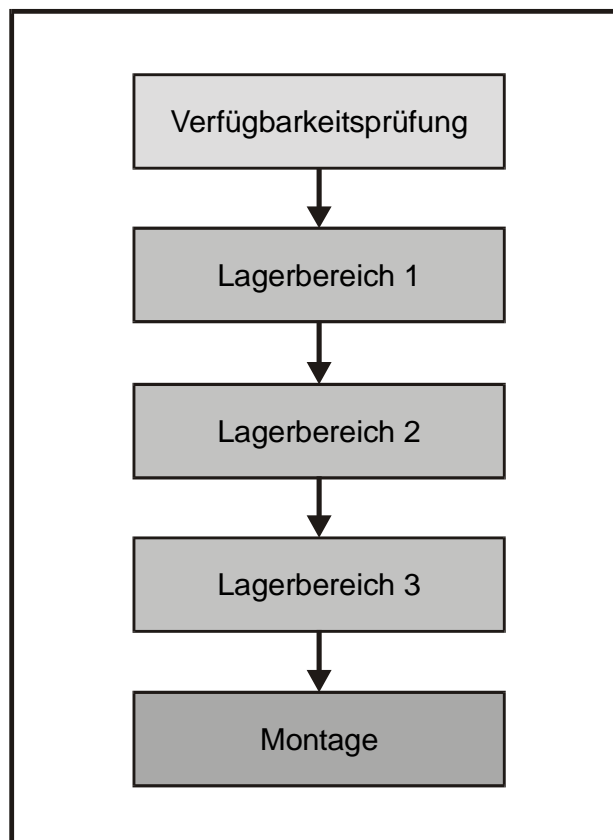 Verfügbarkeitsprüfung
Lagerbereich 1
Lagerbereich 2
Lagerbereich 3
Montage